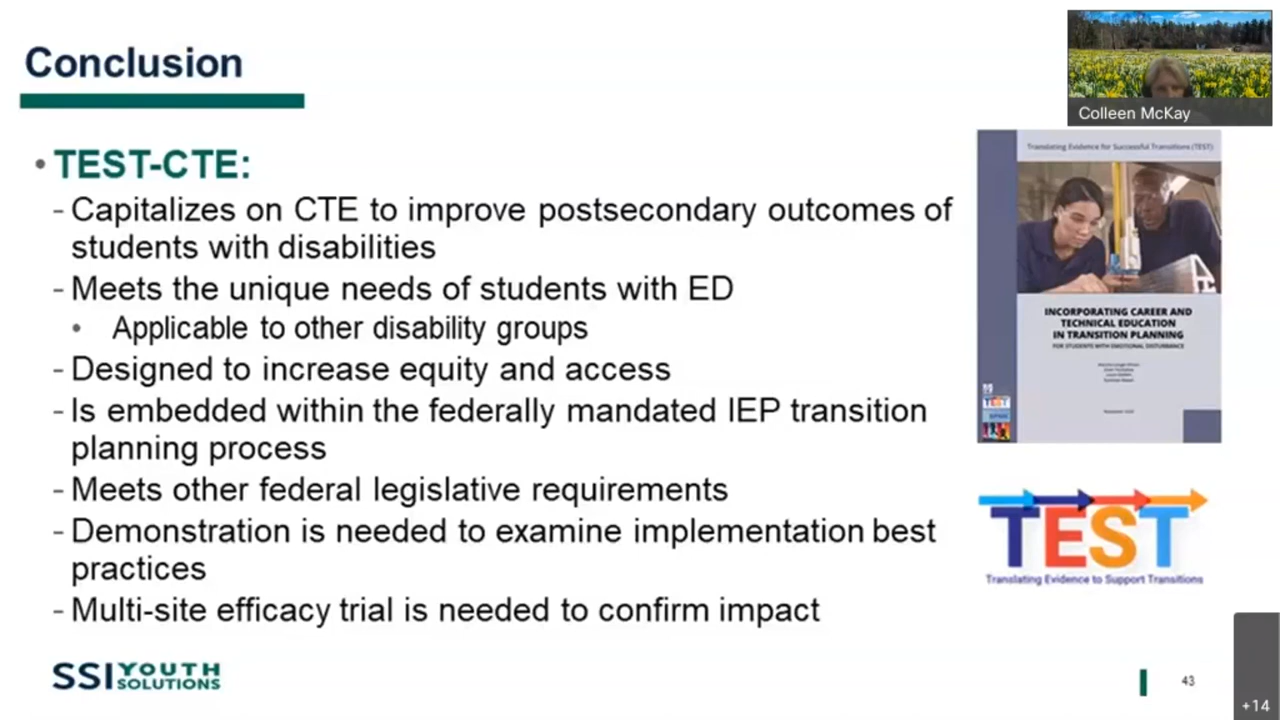 Conclusion
Colleen McKay
• TEST-CTE:
- Capitalizes on CTE to improve postsecondary outcomes of
students with disabilities
- Meets the unique needs of students with ED
• Applicable to other disability groups
- Designed to increase equity and access
- Is embedded within the federally mandated IEP transition
planning process
- Meets other federal legislative requirements
- Demonstration is needed to examine implementation best
practices
- Multi-site efficacy trial is needed to confirm impact
Translating Evidence for Successful Transitions (TEST)
INCORPORATING CAREER AND
TECHNICAL EDUCATION
IN TRANSITION PLANNING
FOR STUDENTS WITH EMOTIONAL DISTURBANCE
TEST
TEST
Translating Evidence to Support Transitions
SSI YOUTH
SOLUTIONS
43
+14